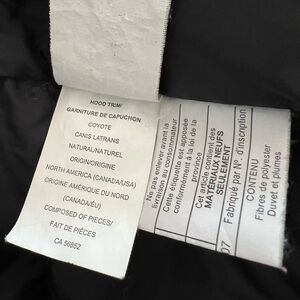 HOOD TRIM/
GARNITURE DE CAPUCHON
COYOTE
CANIS LATRANS
NATURAL/NATUREL
ORIGIN/ORIGINE
NORTH AMERICA (CANADA/USA)
ORIGINE AMÉRIQUE DU NORD
(CANADA/ÉU)
COMPOSED OF PIECES/
FAIT DE PIÈCES
CA 56852
Ne pas enlever avant
livraison au consommateur
Cette étiquette est apposée
conformément à la loi de la
province
Cet article contient des
MATÉRIAUX NEUFS
SEULEMENT
Fabriqué par N° d'inscription
07
CONTENU
Fibres de polyester
Duvet et plumes